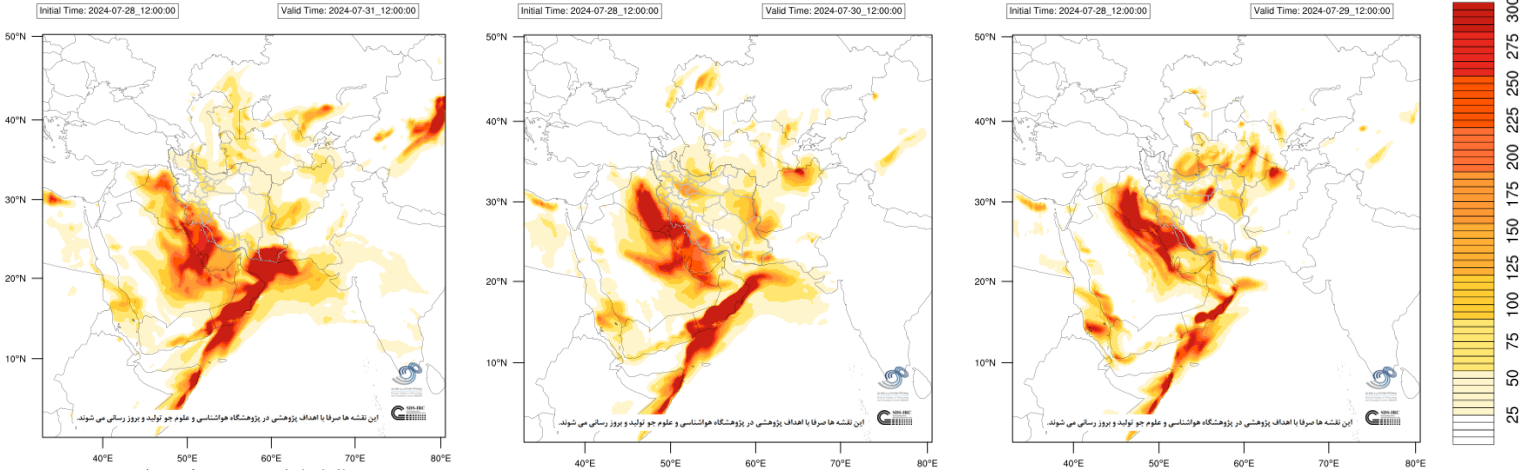 Initial Time: 2024-07-28_12:00:00 Valid Time: 2024-07-31_12:00:00 Initial Time: 2024-07-28_12:00:00 Valid Time: 2024-07-30_12:00:00 Initial Time: 2024-07-28_12:00:00 Valid Time: 2024-07-29_12:00:00
50°N 50°N 50°N
40°N 40°N 40°N
30°N 30°N 30°N
20°N 20°N 20°N
10°N 10°N 10°N
SDS-IRC SDS-IRC SDS-IRC
این نقشه ها صرفا با اهداف پژوهشی در پژوهشگاه هواشناسی و علوم جو تولید و بروز رسانی می شوند.
این نقشه ها صرفا با اهداف پژوهشی در پژوهشگاه هواشناسی و علوم جو تولید و بروز رسانی می شوند.
این نقشه ها صرفا با اهداف پژوهشی در پژوهشگاه هواشناسی و علوم جو تولید و بروز رسانی می شوند.
40°E 50°E 60°E 70°E 80°E 40°E 50°E 60°E 70°E 80°E 40°E 50°E 60°E 70°E 80°E
300
275
250
225
200
175
150
125
100
75
50
25